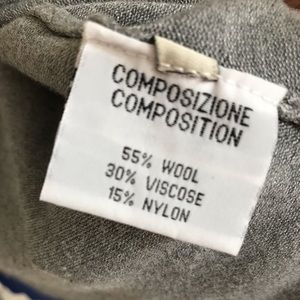 COMPOSIZIONE
COMPOSITION
55% WOOL
30% VISCOSE
15% NYLON